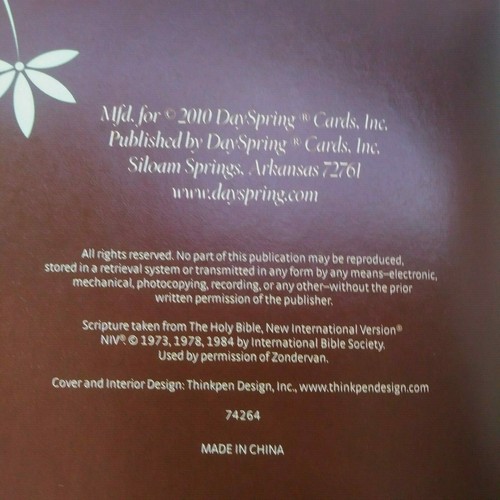 Mfd. for © 2010 DaySpring ® Cards, Inc.
Published by DaySpring ® Cards, Inc.
Siloam Springs, Arkansas 72761
www.dayspring.com
All rights reserved. No part of this publication may be reproduced,
stored in a retrieval system or transmitted in any form by any means–electronic,
mechanical, photocopying, recording, or any other–without the prior
written permission of the publisher.
Scripture taken from The Holy Bible, New International Version®
NIV® © 1973, 1978, 1984 by International Bible Society.
Used by permission of Zondervan.
Cover and Interior Design: Thinkpen Design, Inc., www.thinkpendesign.com
74264
MADE IN CHINA